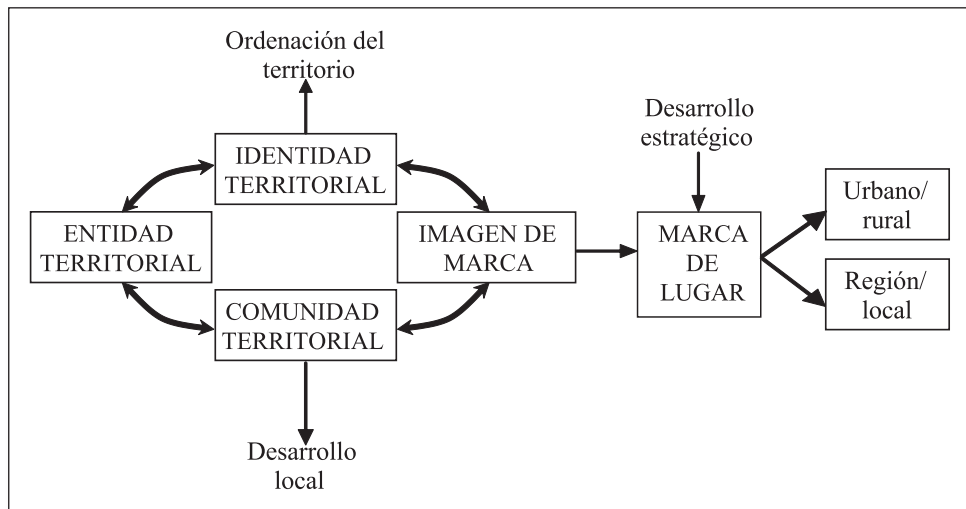 Ordenación del
territorio
IDENTIDAD
TERRITORIAL
ENTIDAD
TERRITORIAL
IMAGEN DE
MARCA
COMUNIDAD
TERRITORIAL
Desarrollo
local
Desarrollo
estratégico
MARCA
DE
LUGAR
Urbano/
rural
Región/
local